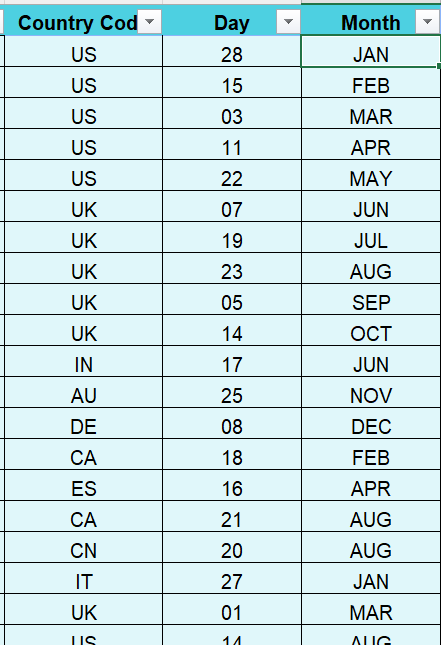 Country Cod Day Month
US 28 JAN
US 15 FEB
US 03 MAR
US 11 APR
US 22 MAY
UK 07 JUN
UK 19 JUL
UK 23 AUG
UK 05 SEP
UK 14 OCT
IN 17 JUN
AU 25 NOV
DE 08 DEC
CA 18 FEB
ES 16 APR
CA 21 AUG
CN 20 AUG
IT 27 JAN
UK 01 MAR
US 14 AUG